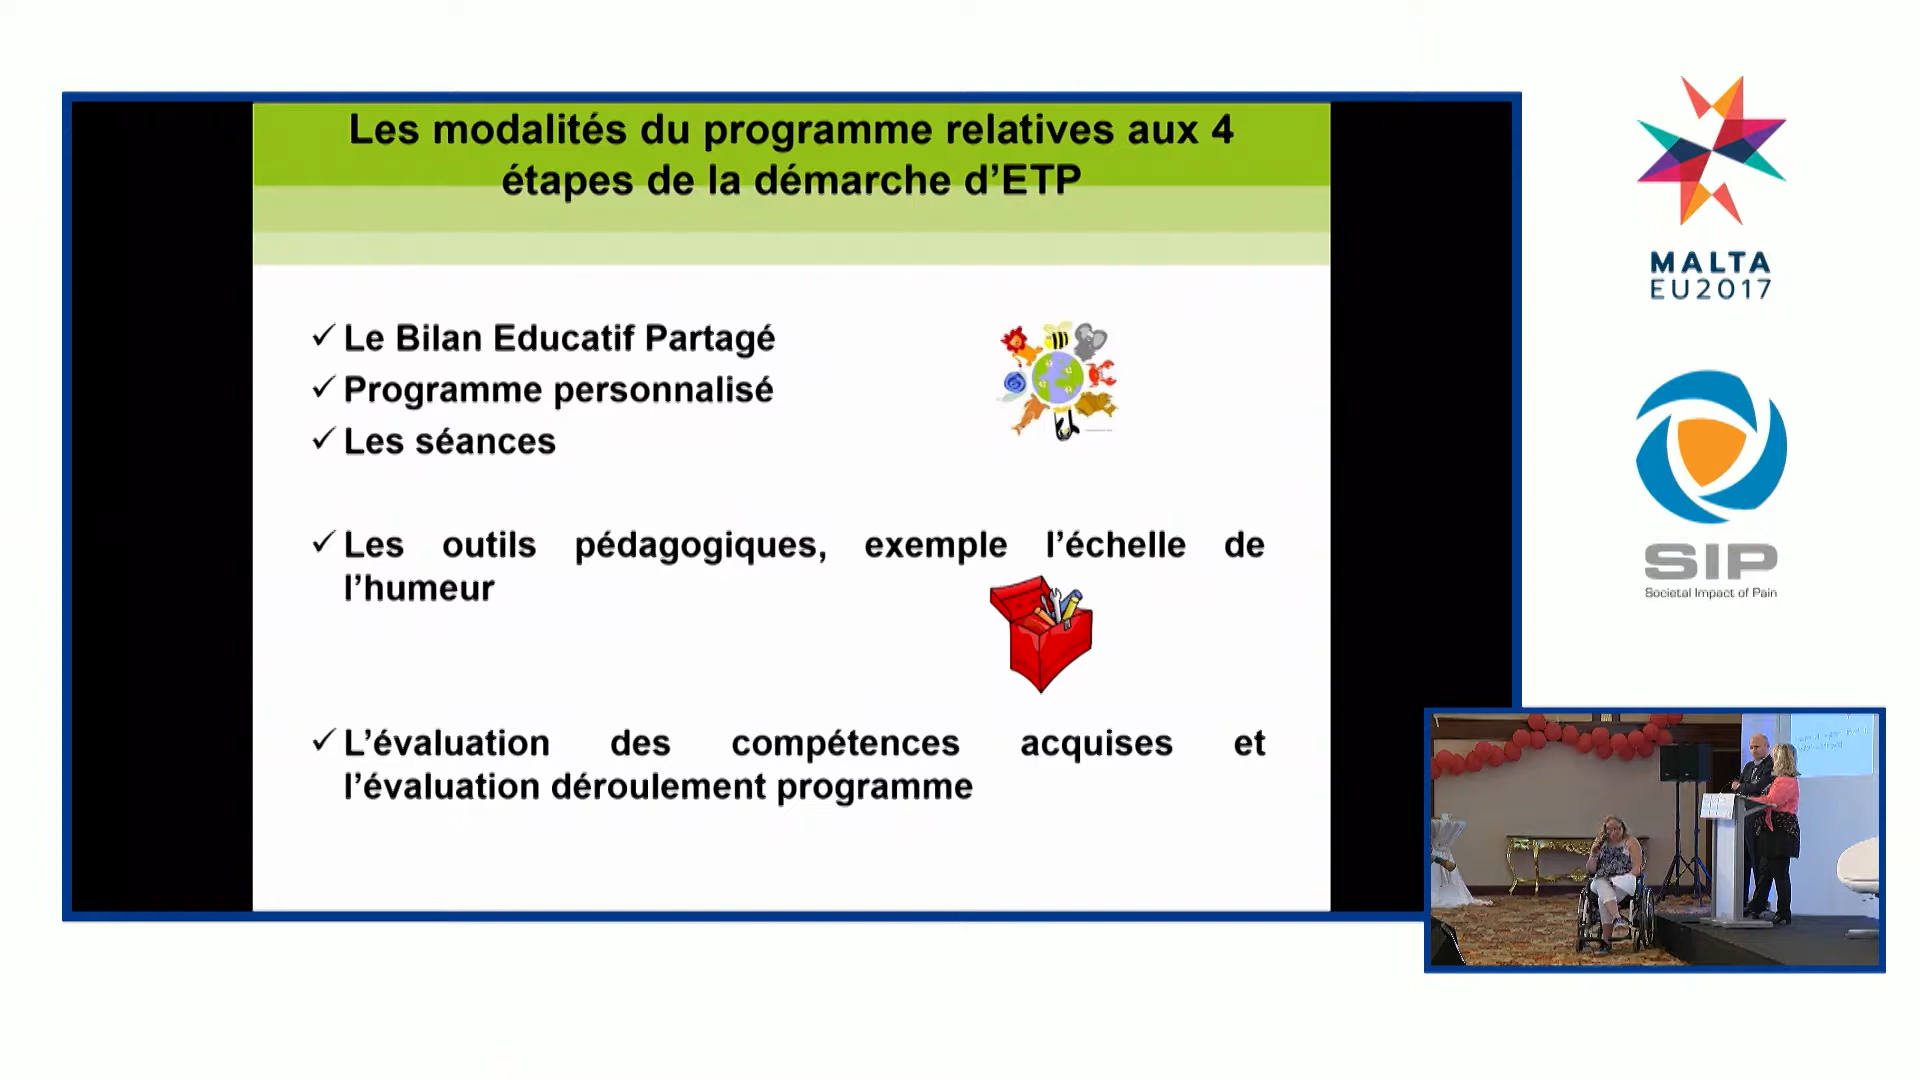 Les modalités du programme relatives aux 4
étapes de la démarche d’ETP
✓ Le Bilan Educatif Partagé
✓ Programme personnalisé
✓ Les séances
✓ Les outils pédagogiques, exemple l’échelle de
l’humeur
✓ L’évaluation des compétences acquises et
l’évaluation déroulement programme
MALTA
EU2017
SIP
Societal Impact of Pain